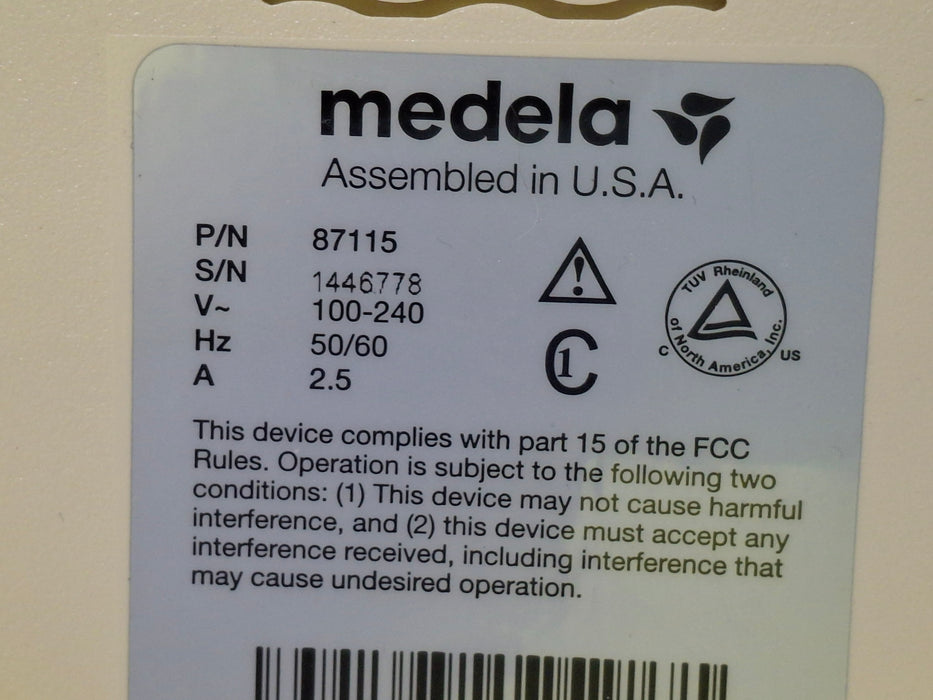 medela
Assembled in U.S.A.
P/N 87115
S/N 1446778
V~ 100-240
Hz 50/60
A 2.5
!
C1
TUV Rheinland
of North America, Inc.
C US
This device complies with part 15 of the FCC
Rules. Operation is subject to the following two
conditions: (1) This device may not cause harmful
interference, and (2) this device must accept any
interference received, including interference that
may cause undesired operation.